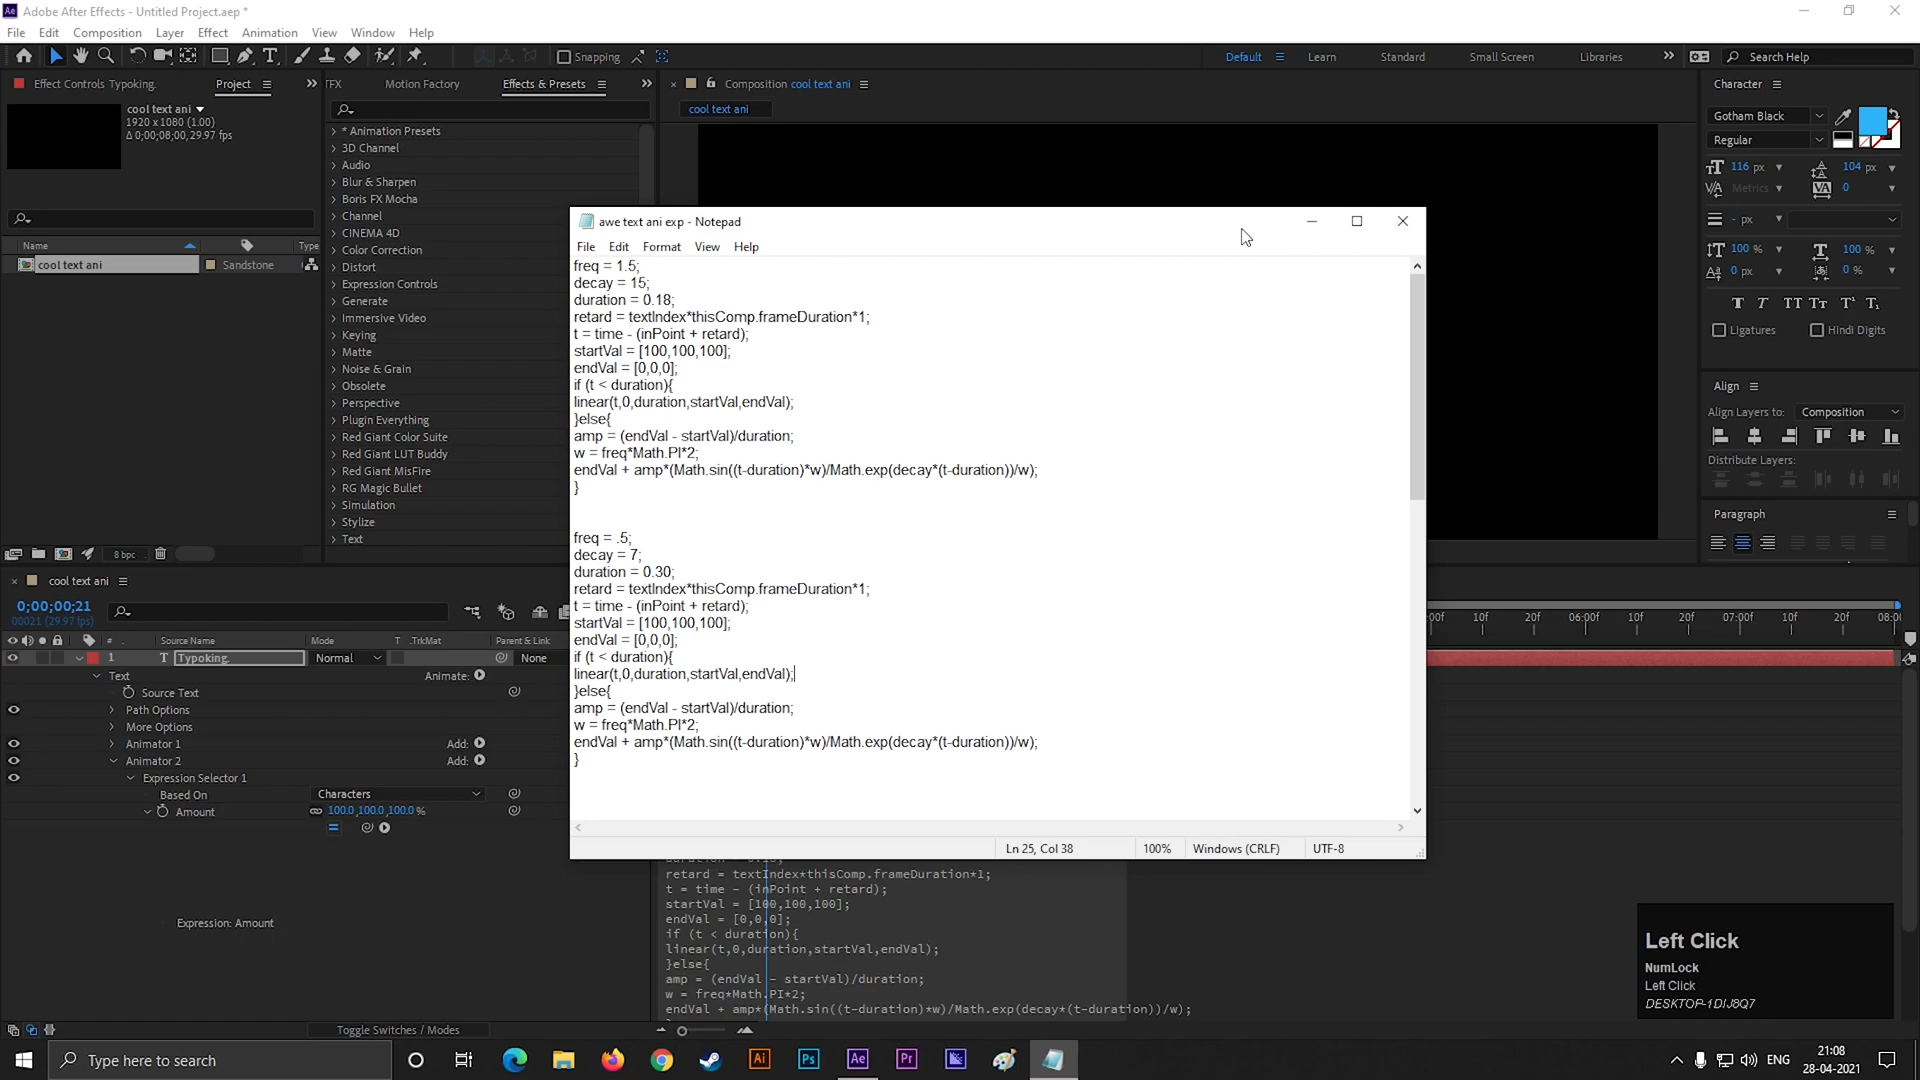 Adobe After Effects - Untitled Project.aep *
File Edit Composition Layer Effect Animation View Window Help
Snapping
Default Learn Standard Small Screen Libraries Search Help
Effect Controls Typoking. Project
cool text ani
1920 x 1080 (1.00)
Δ 0;00;08;00, 29.97 fps
Name Type
cool text ani Sandstone
8 bpc
FX Motion Factory Effects & Presets
* Animation Presets
3D Channel
Audio
Blur & Sharpen
Boris FX Mocha
Channel
CINEMA 4D
Color Correction
Distort
Expression Controls
Generate
Immersive Video
Keying
Matte
Noise & Grain
Obsolete
Perspective
Plugin Everything
Red Giant Color Suite
Red Giant LUT Buddy
Red Giant MisFire
RG Magic Bullet
Simulation
Stylize
Text
Composition cool text ani
cool text ani
awe text ani exp - Notepad
File Edit Format View Help
freq = 1.5;
decay = 15;
duration = 0.18;
retard = textIndex*thisComp.frameDuration*1;
t = time - (inPoint + retard);
startVal = [100,100,100];
endVal = [0,0,0];
if (t < duration){
linear(t,0,duration,startVal,endVal);
}else{
amp = (endVal - startVal)/duration;
w = freq*Math.PI*2;
endVal + amp*(Math.sin((t-duration)*w)/Math.exp(decay*(t-duration))/w);
}
freq = .5;
decay = 7;
duration = 0.30;
retard = textIndex*thisComp.frameDuration*1;
t = time - (inPoint + retard);
startVal = [100,100,100];
endVal = [0,0,0];
if (t < duration){
linear(t,0,duration,startVal,endVal);
}else{
amp = (endVal - startVal)/duration;
w = freq*Math.PI*2;
endVal + amp*(Math.sin((t-duration)*w)/Math.exp(decay*(t-duration))/w);
}
Ln 25, Col 38 100% Windows (CRLF) UTF-8
Character
Gotham Black
Regular
116 px 104 px
Metrics 0
- px
100 % 100 %
0 px 0 %
Ligatures Hindi Digits
Align
Align Layers to: Composition
Distribute Layers:
Paragraph
cool text ani
0;00;00;21
00021 (29.97 fps)
# Source Name Mode T .TrkMat Parent & Link
1 T Typoking. Normal None
Text Animate:
Source Text
Path Options
More Options
Animator 1 Add:
Animator 2 Add:
Expression Selector 1
Based On Characters
Amount 100.0,100.0,100.0%
Expression: Amount
:00f 10f 20f 06:00f 10f 20f 07:00f 10f 20f 08:0
retard = textIndex*thisComp.frameDuration*1;
t = time - (inPoint + retard);
startVal = [100,100,100];
endVal = [0,0,0];
if (t < duration){
linear(t,0,duration,startVal,endVal);
}else{
amp = (endVal - startVal)/duration;
w = freq*Math.PI*2;
endVal + amp*(Math.sin((t-duration)*w)/Math.exp(decay*(t-duration))/w);
Toggle Switches / Modes
Left Click
NumLock
Left Click
DESKTOP-1DIJ8Q7
Type here to search
Ai Ps Ae Pr
ENG 21:08
28-04-2021